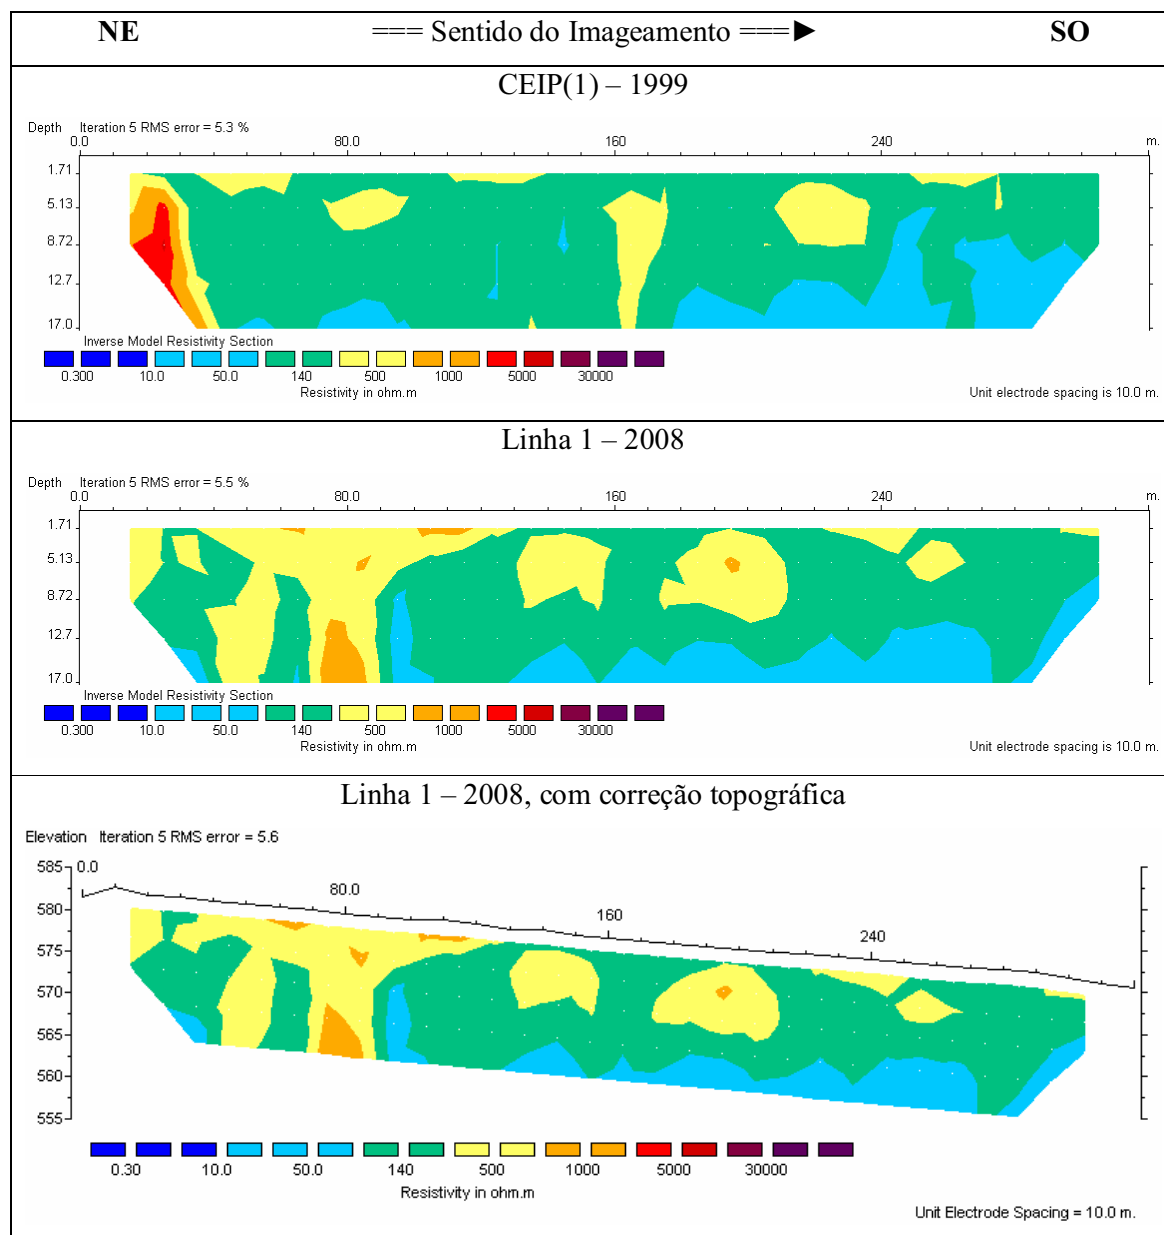 NE === Sentido do Imageamento ===► SO
CEIP(1) – 1999
Depth Iteration 5 RMS error = 5.3 %
0.0 80.0 160 240 m.
1.71
5.13
8.72
12.7
17.0
Inverse Model Resistivity Section
0.300 10.0 50.0 140 500 1000 5000 30000
Resistivity in ohm.m
Unit electrode spacing is 10.0 m.
Linha 1 – 2008
Depth Iteration 5 RMS error = 5.5 %
0.0 80.0 160 240 m.
1.71
5.13
8.72
12.7
17.0
Inverse Model Resistivity Section
0.300 10.0 50.0 140 500 1000 5000 30000
Resistivity in ohm.m
Unit electrode spacing is 10.0 m.
Linha 1 – 2008, com correção topográfica
Elevation Iteration 5 RMS error = 5.6
585 0.0
80.0
580
160
575
240
570
565
560
555
0.30 10.0 50.0 140 500 1000 5000 30000
Resistivity in ohm.m
Unit Electrode Spacing = 10.0 m.